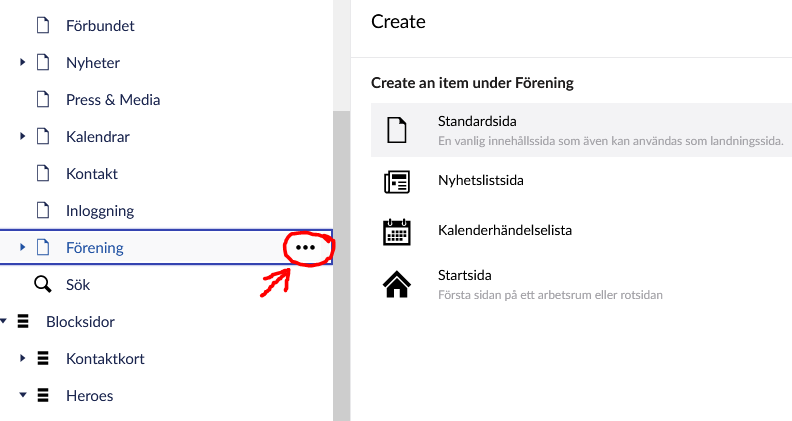 Förbundet
Nyheter
Press & Media
Kalendrar
Kontakt
Inloggning
Förening
Sök
Blocksidor
Kontaktkort
Heroes
Create
Create an item under Förening
Standardsida
En vanlig innehållssida som även kan användas som landningssida.
Nyhetslistsida
Kalenderhändelselista
Startsida
Första sidan på ett arbetsrum eller rotsidan